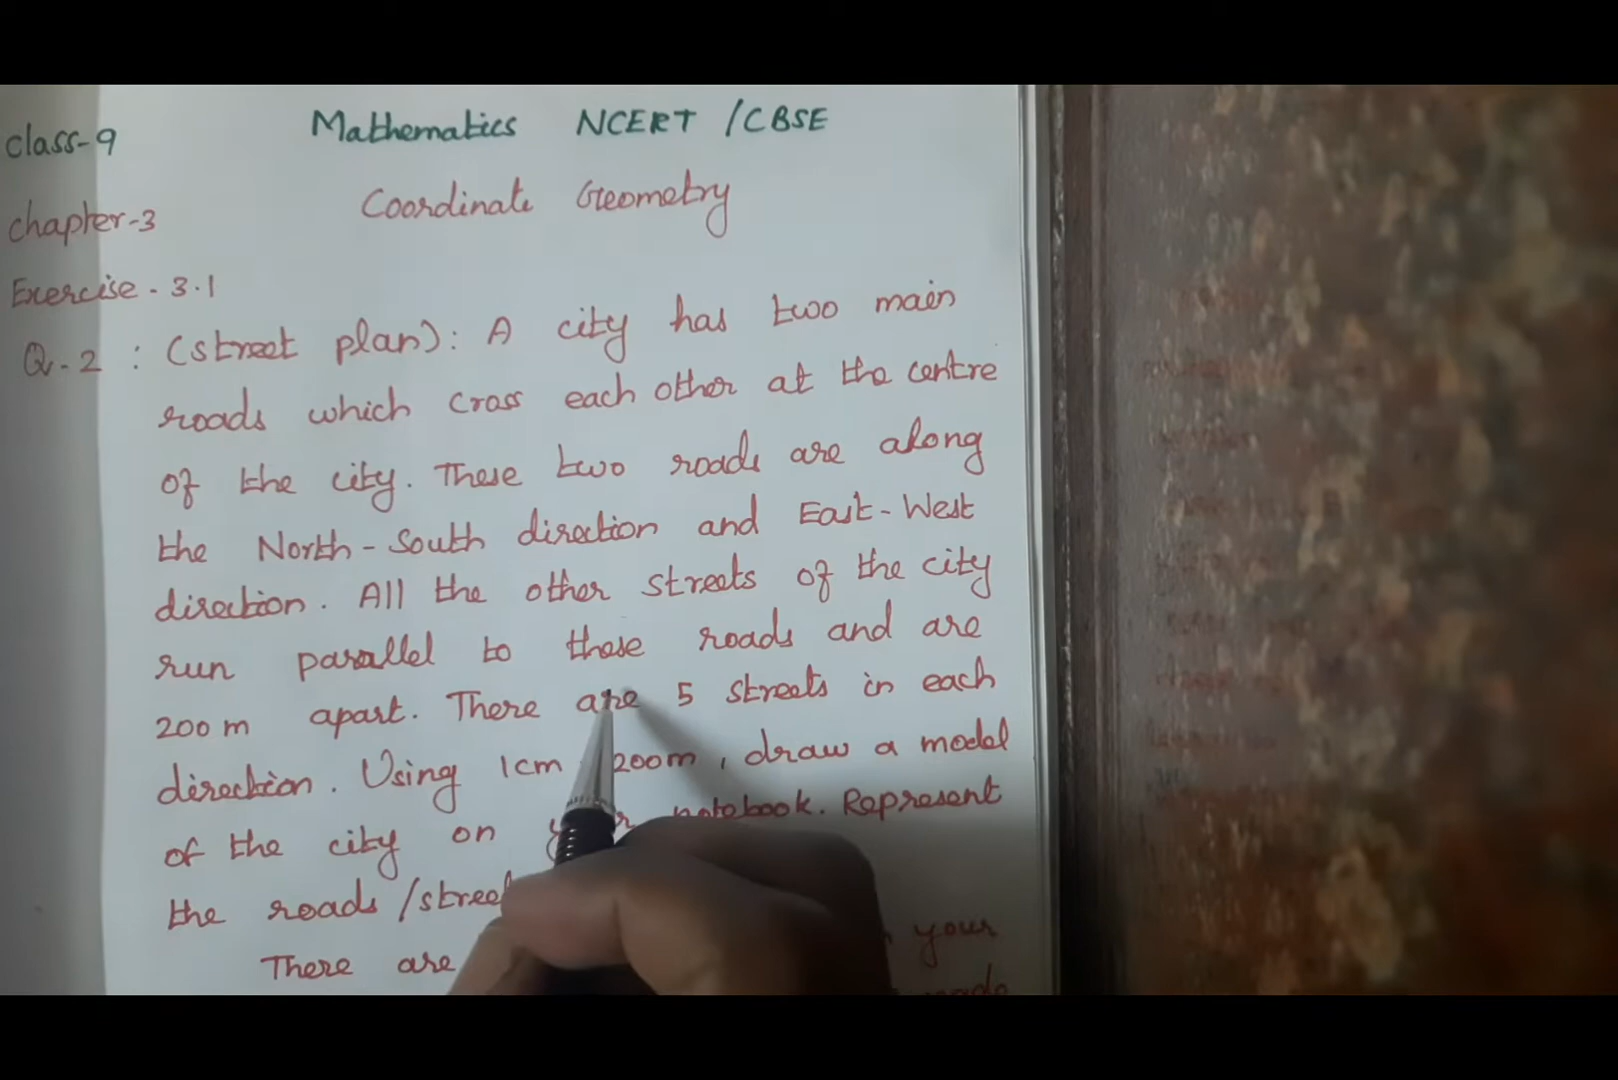 class-9 Mathematics NCERT /CBSE
chapter-3 Coordinate Geometry
Exercise - 3.1
Q.2 : (street plan): A city has two main
roads which cross each other at the centre
of the city. These two roads are along
the North-South direction and East-West
direction. All the other streets of the city
run parallel to these roads and are
200m apart. There are 5 streets in each
direction. Using 1cm 200m, draw a model
of the city on notebook. Represent
the roads /
There are your